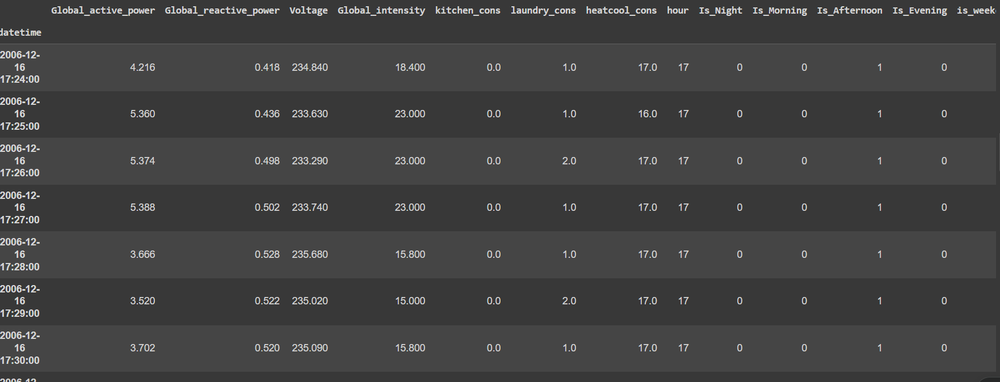 Global_active_power Global_reactive_power Voltage Global_intensity kitchen_cons laundry_cons heatcool_cons hour Is_Night Is_Morning Is_Afternoon Is_Evening is_week
datetime
2006-12-
16
17:24:00 4.216 0.418 234.840 18.400 0.0 1.0 17.0 17 0 0 1 0
2006-12-
16
17:25:00 5.360 0.436 233.630 23.000 0.0 1.0 16.0 17 0 0 1 0
2006-12-
16
17:26:00 5.374 0.498 233.290 23.000 0.0 2.0 17.0 17 0 0 1 0
2006-12-
16
17:27:00 5.388 0.502 233.740 23.000 0.0 1.0 17.0 17 0 0 1 0
2006-12-
16
17:28:00 3.666 0.528 235.680 15.800 0.0 1.0 17.0 17 0 0 1 0
2006-12-
16
17:29:00 3.520 0.522 235.020 15.000 0.0 2.0 17.0 17 0 0 1 0
2006-12-
16
17:30:00 3.702 0.520 235.090 15.800 0.0 1.0 17.0 17 0 0 1 0
2006-12-